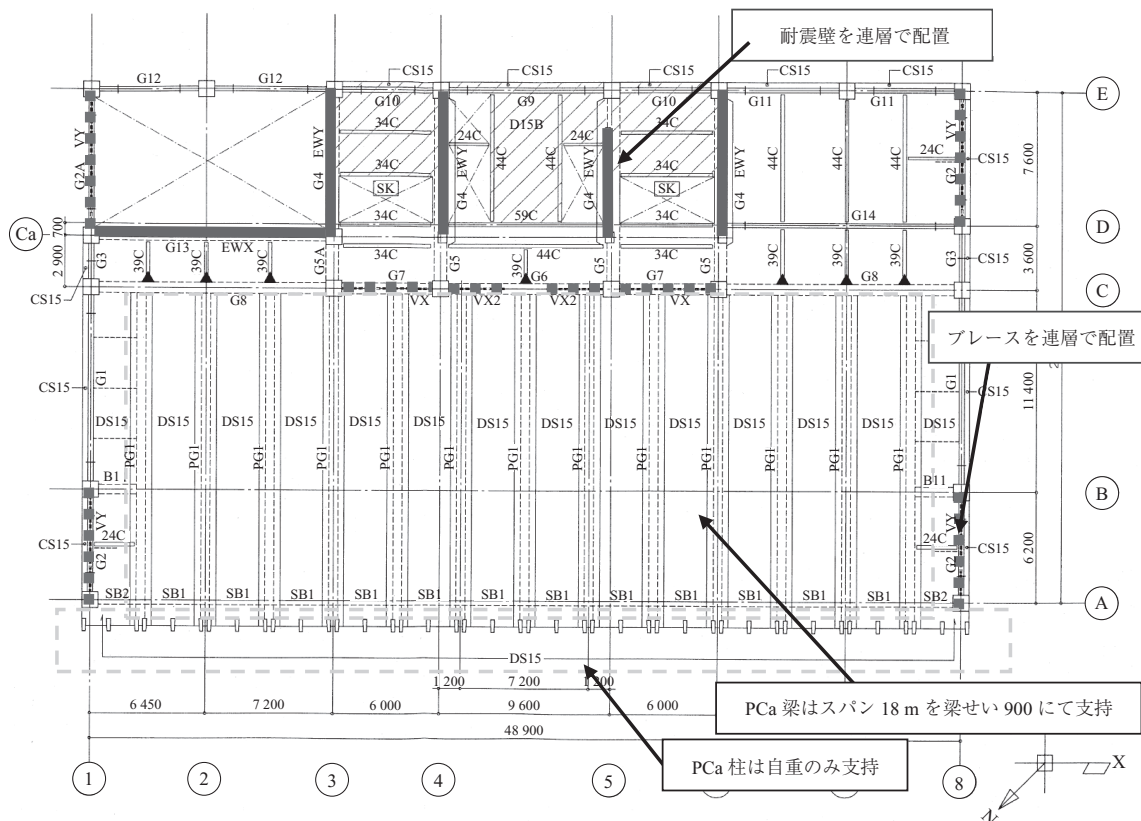 耐震壁を連層で配置
CS15 CS15 CS15 CS15 CS15
G12 G12 G10 G9 G10 G11 G11
E
34C D15B 34C
24C 24C 24C
VY EWY EWY 44C 44C EWY EWY 44C 44C VY
CS15
7 600
G2A G4 G4 G4 G4 G2
34C 34C
SK SK
34C 59C 34C G14
Ca
700
D
G13 EWX 34C 44C 34C
2 900
G3 39C 39C 39C G5A G5 39C G5 G5 39C 39C 39C G3
CS15
3 600
G7 G6 G7 G8
CS15
C
G8 VX VX2 VX2 VX
ブレースを連層で配置
CS15 G1 G1 CS15
11 400
DS15 DS15 DS15 DS15 DS15 DS15 DS15 DS15 DS15 DS15 DS15 DS15 DS15 DS15
PG1 PG1 PG1 PG1 PG1 PG1 PG1 PG1 PG1 PG1 PG1 PG1 PG1
B1 B11
B
VY VY
CS15 24C 24C CS15
6 200
G2 G2
SB2 SB1 SB1 SB1 SB1 SB1 SB1 SB1 SB1 SB1 SB1 SB1 SB1 SB2
A
DS15
1 200 7 200 1 200
6 450 7 200 6 000 9 600 6 000
PCa 梁はスパン 18 m を梁せい 900 にて支持
48 900
PCa 柱は自重のみ支持
1 2 3 4 5 8
X
N